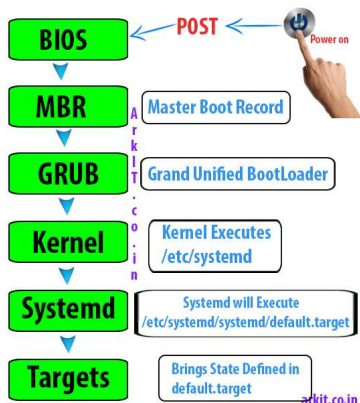 POST
Power on
BIOS
MBR
Master Boot Record
GRUB
Grand Unified BootLoader
ArkIT.co.in
Kernel
Kernel Executes
/etc/systemd
Systemd
Systemd will Execute
/etc/systemd/systemd/default.target
Targets
Brings State Defined in
default.target
arkit.co.in